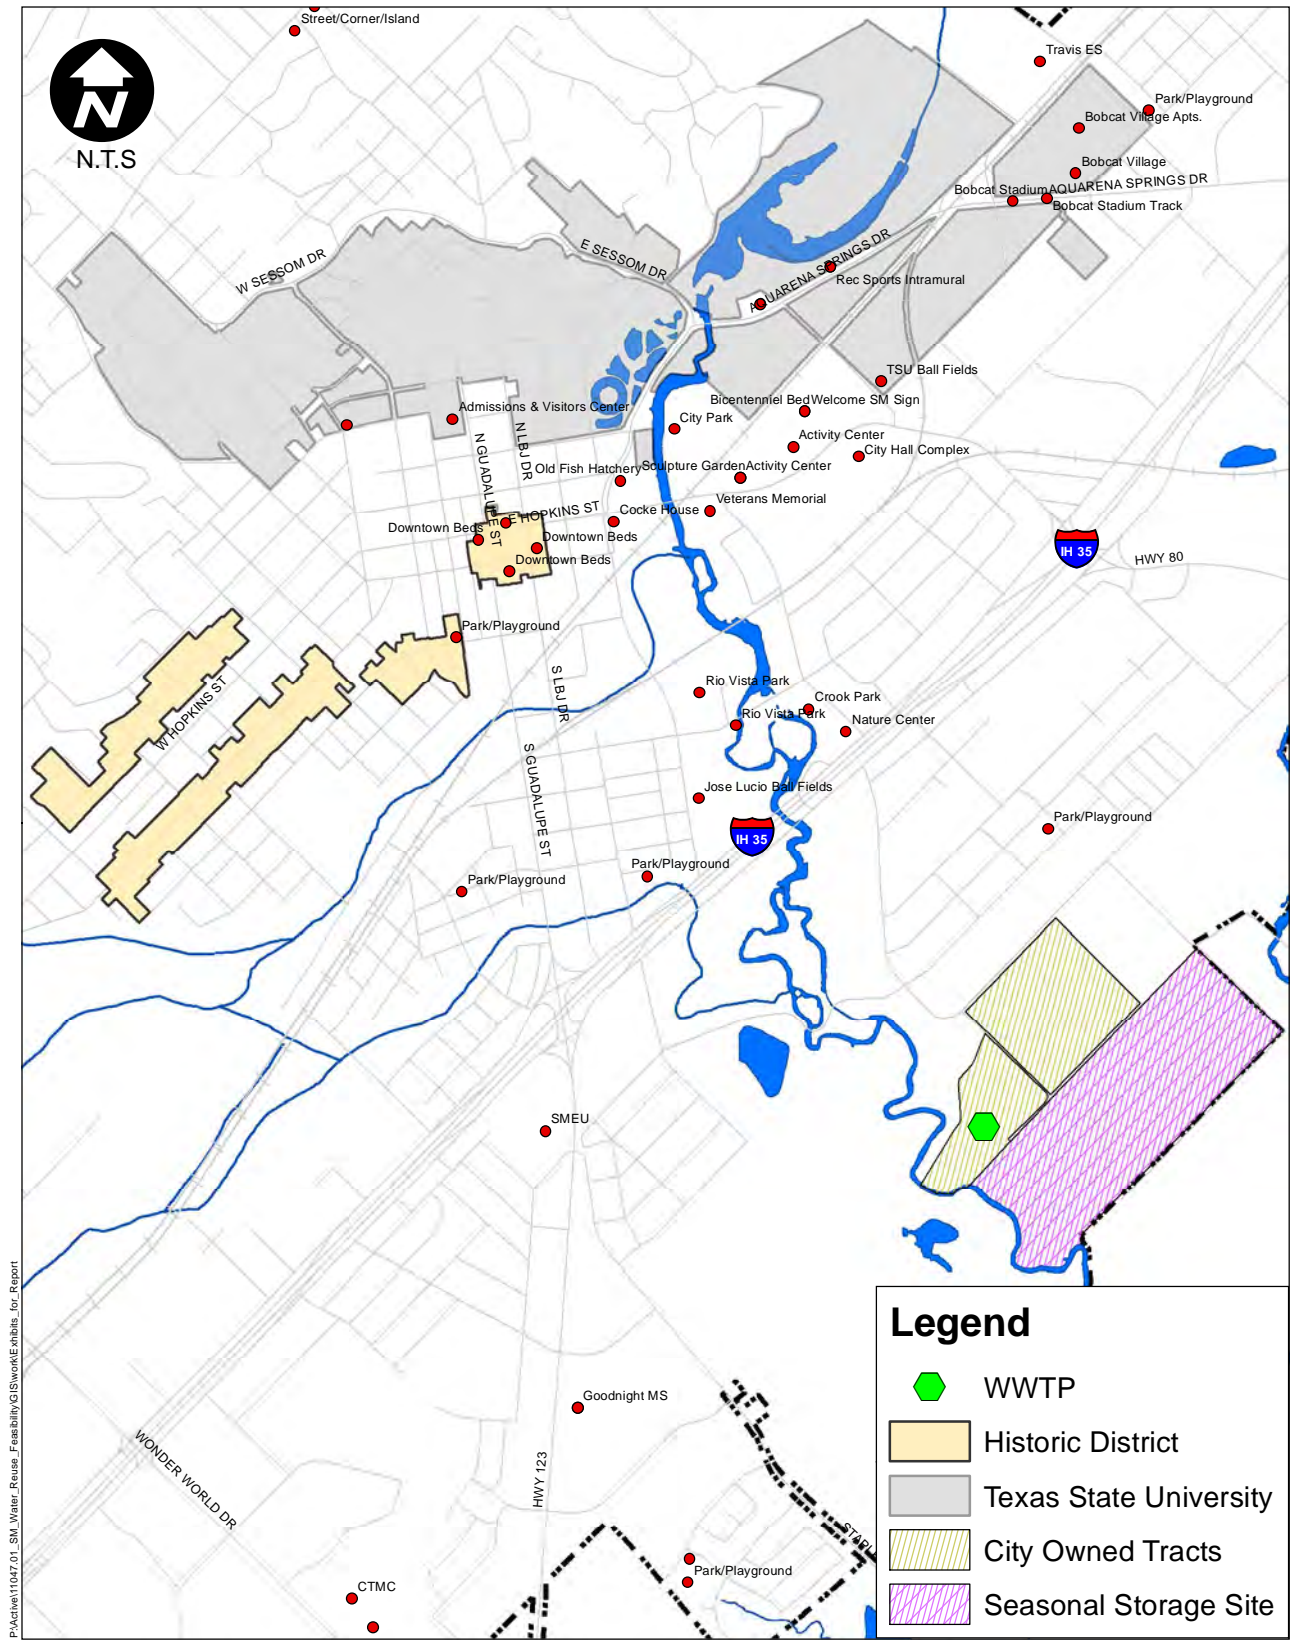 Street/Corner/Island
N
N.T.S
Travis ES
Park/Playground
Bobcat Village Apts.
Bobcat Village
AQUARENA SPRINGS DR
Bobcat Stadium
Bobcat Stadium Track
E SESSOM DR
W SESSOM DR
AQUARENA SPRINGS DR
Rec Sports Intramural
TSU Ball Fields
Bicentenniel Bed
Welcome SM Sign
Admissions & Visitors Center
City Park
N LBJ DR
N GUADALUPE ST
Activity Center
City Hall Complex
Old Fish Hatchery
Sculpture Garden
Activity Center
Veterans Memorial
Cocke House
E HOPKINS ST
Downtown Beds
Downtown Beds
Downtown Beds
IH 35
HWY 80
Park/Playground
W HOPKINS ST
S LBJ DR
Rio Vista Park
Crook Park
Rio Vista Park
Nature Center
S GUADALUPE ST
Jose Lucio Ball Fields
IH 35
Park/Playground
Park/Playground
Park/Playground
SMEU
Goodnight MS
HWY 123
WONDER WORLD DR
Park/Playground
CTMC
Legend
WWTP
Historic District
Texas State University
City Owned Tracts
Seasonal Storage Site
P:\Active\11047.01_SM_Water_Reuse_Feasibility\GIS\work\Exhibits_for_Report